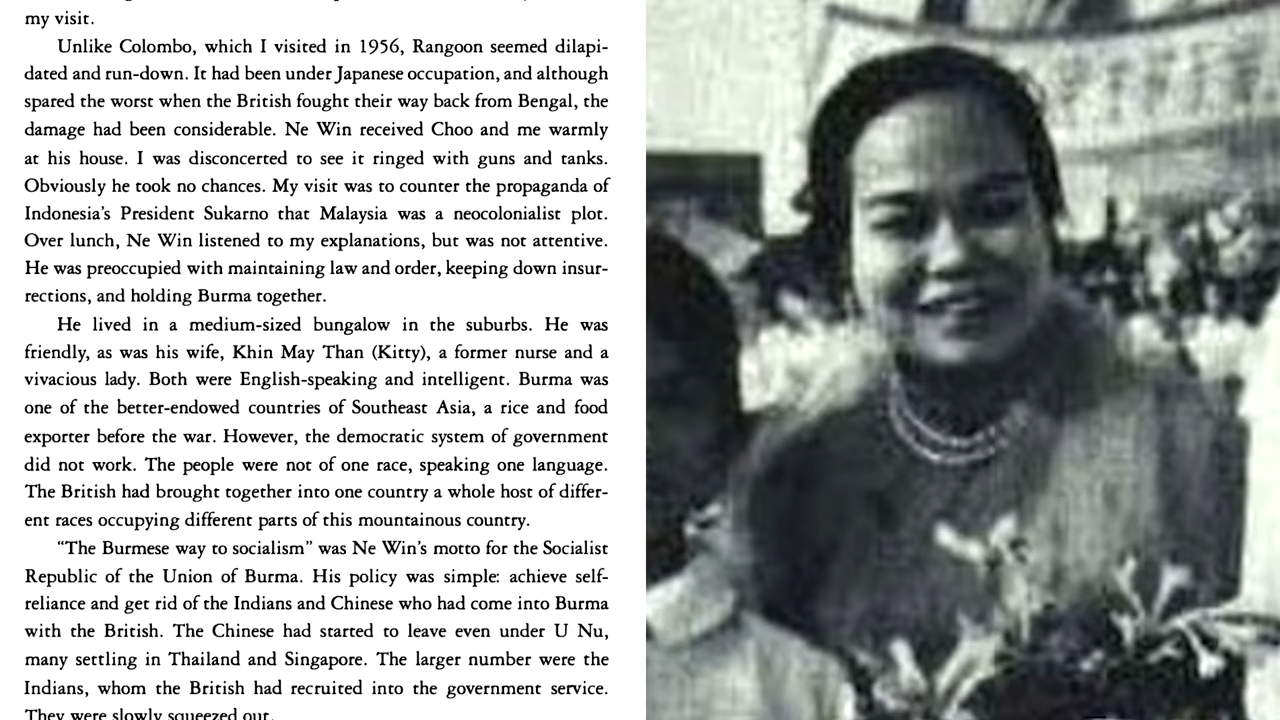 my visit.
Unlike Colombo, which I visited in 1956, Rangoon seemed dilapi-
dated and run-down. It had been under Japanese occupation, and although
spared the worst when the British fought their way back from Bengal, the
damage had been considerable. Ne Win received Choo and me warmly
at his house. I was disconcerted to see it ringed with guns and tanks.
Obviously he took no chances. My visit was to counter the propaganda of
Indonesia's President Sukarno that Malaysia was a neocolonialist plot.
Over lunch, Ne Win listened to my explanations, but was not attentive.
He was preoccupied with maintaining law and order, keeping down insur-
rections, and holding Burma together.
He lived in a medium-sized bungalow in the suburbs. He was
friendly, as was his wife, Khin May Than (Kitty), a former nurse and a
vivacious lady. Both were English-speaking and intelligent. Burma was
one of the better-endowed countries of Southeast Asia, a rice and food
exporter before the war. However, the democratic system of government
did not work. The people were not of one race, speaking one language.
The British had brought together into one country a whole host of differ-
ent races occupying different parts of this mountainous country.
"The Burmese way to socialism" was Ne Win's motto for the Socialist
Republic of the Union of Burma. His policy was simple: achieve self-
reliance and get rid of the Indians and Chinese who had come into Burma
with the British. The Chinese had started to leave even under U Nu,
many settling in Thailand and Singapore. The larger number were the
Indians, whom the British had recruited into the government service.
They were slowly squeezed out.